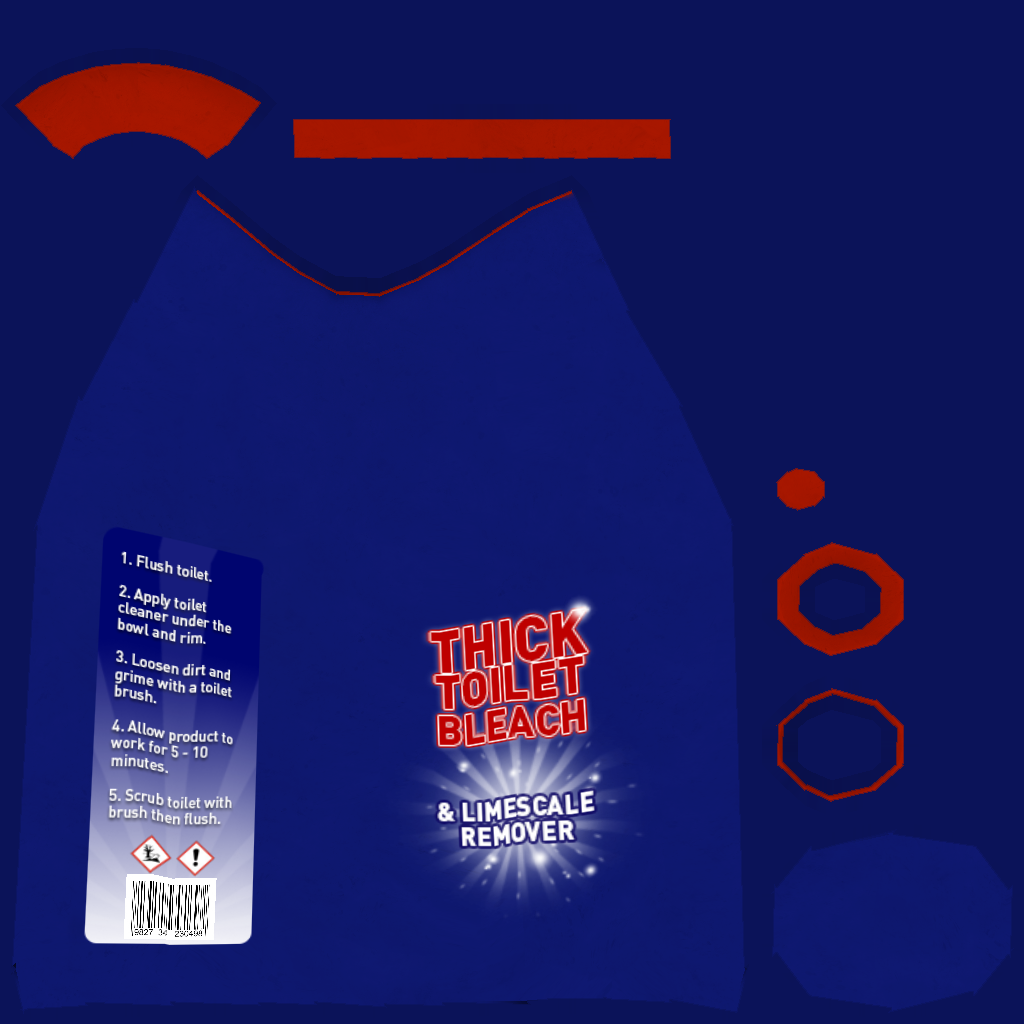 1. Flush toilet.
2. Apply toilet
cleaner under the
bowl and rim.
3. Loosen dirt and
grime with a toilet
brush.
4. Allow product to
work for 5 - 10
minutes.
5. Scrub toilet with
brush then flush.
THICK
TOILET
BLEACH
& LIMESCALE
REMOVER